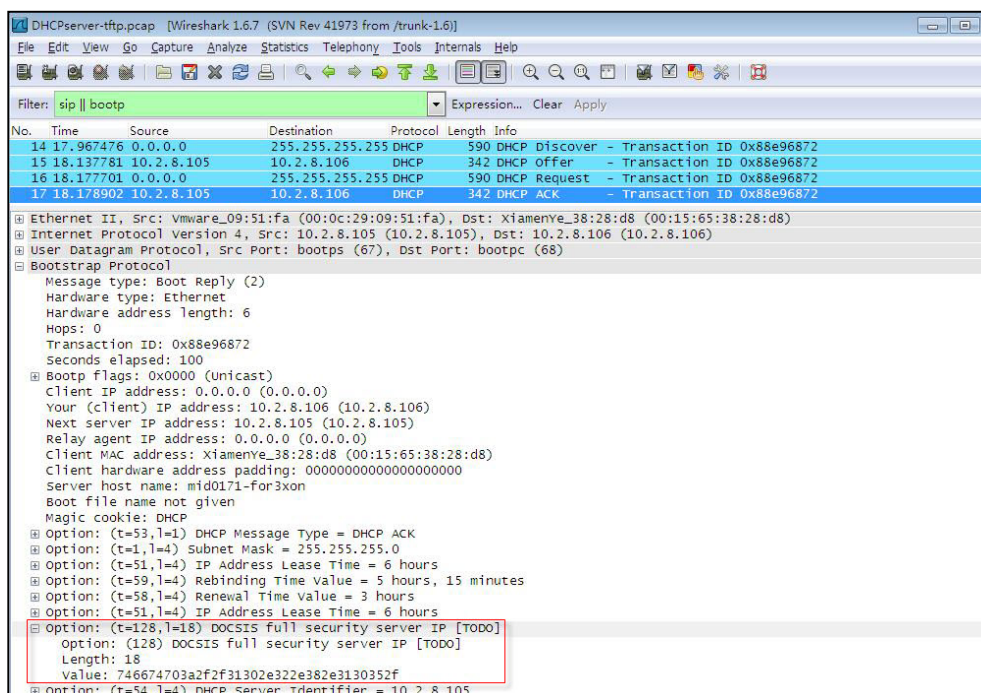 DHCPserver-tftp.pcap [Wireshark 1.6.7 (SVN Rev 41973 from /trunk-1.6)]
File Edit View Go Capture Analyze Statistics Telephony Tools Internals Help
Filter: sip || bootp Expression... Clear Apply
No. Time Source Destination Protocol Length Info
14 17.967476 0.0.0.0 255.255.255.255 DHCP 590 DHCP Discover - Transaction ID 0x88e96872
15 18.137781 10.2.8.105 10.2.8.106 DHCP 342 DHCP Offer - Transaction ID 0x88e96872
16 18.177701 0.0.0.0 255.255.255.255 DHCP 590 DHCP Request - Transaction ID 0x88e96872
17 18.178902 10.2.8.105 10.2.8.106 DHCP 342 DHCP ACK - Transaction ID 0x88e96872
Ethernet II, Src: Vmware_09:51:fa (00:0c:29:09:51:fa), Dst: XiamenYe_38:28:d8 (00:15:65:38:28:d8)
Internet Protocol Version 4, Src: 10.2.8.105 (10.2.8.105), Dst: 10.2.8.106 (10.2.8.106)
User Datagram Protocol, Src Port: bootps (67), Dst Port: bootpc (68)
Bootstrap Protocol
Message type: Boot Reply (2)
Hardware type: Ethernet
Hardware address length: 6
Hops: 0
Transaction ID: 0x88e96872
Seconds elapsed: 100
Bootp flags: 0x0000 (Unicast)
Client IP address: 0.0.0.0 (0.0.0.0)
Your (client) IP address: 10.2.8.106 (10.2.8.106)
Next server IP address: 10.2.8.105 (10.2.8.105)
Relay agent IP address: 0.0.0.0 (0.0.0.0)
Client MAC address: XiamenYe_38:28:d8 (00:15:65:38:28:d8)
Client hardware address padding: 00000000000000000000
Server host name: mid0171-for3xon
Boot file name not given
Magic cookie: DHCP
Option: (t=53,l=1) DHCP Message Type = DHCP ACK
Option: (t=1,l=4) Subnet Mask = 255.255.255.0
Option: (t=51,l=4) IP Address Lease Time = 6 hours
Option: (t=59,l=4) Rebinding Time Value = 5 hours, 15 minutes
Option: (t=58,l=4) Renewal Time Value = 3 hours
Option: (t=51,l=4) IP Address Lease Time = 6 hours
Option: (t=128,l=18) DOCSIS full security server IP [TODO]
Option: (128) DOCSIS full security server IP [TODO]
Length: 18
Value: 746674703a2f2f31302e322e382e3130352f
Option: (t=54,l=4) DHCP Server Identifier = 10.2.8.105